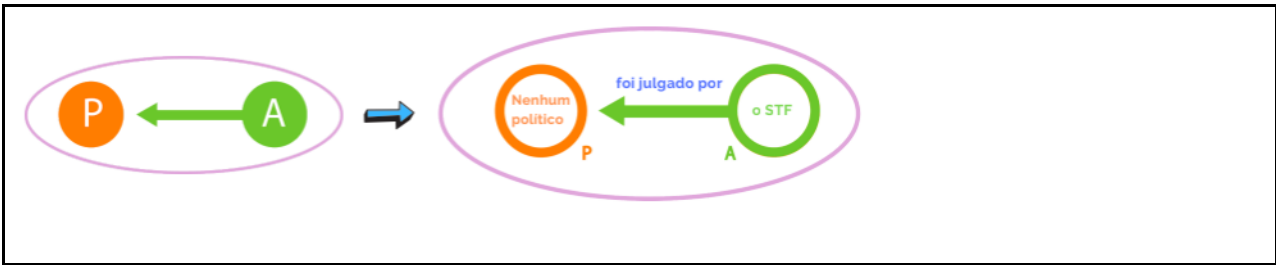 P
A
Nenhum
político
foi julgado por
o STF
P
A